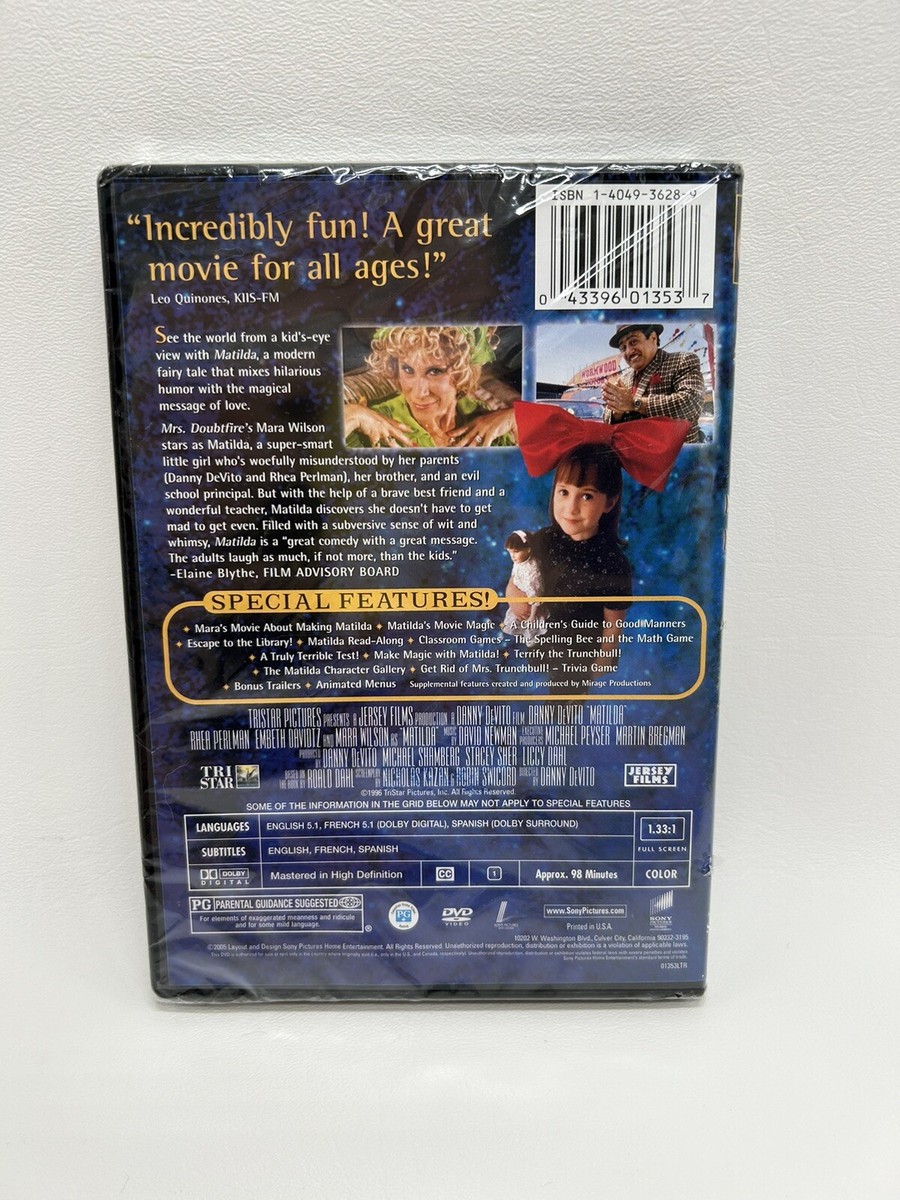 ISBN 1-4049-3628-9
0 43396 01353 7
"Incredibly fun! A great
movie for all ages!"
Leo Quinones, KIIS-FM
See the world from a kid's-eye
view with Matilda, a modern
fairy tale that mixes hilarious
humor with the magical
message of love.
WORMWOOD
Mrs. Doubtfire's Mara Wilson
stars as Matilda, a super-smart
little girl who's woefully misunderstood by her parents
(Danny DeVito and Rhea Perlman), her brother, and an evil
school principal. But with the help of a brave best friend and a
wonderful teacher, Matilda discovers she doesn't have to get
mad to get even. Filled with a subversive sense of wit and
whimsy, Matilda is a "great comedy with a great message.
The adults laugh as much, if not more, than the kids."
-Elaine Blythe, FILM ADVISORY BOARD
SPECIAL FEATURES!
✦ Mara's Movie About Making Matilda ✦ Matilda's Movie Magic ✦ A Children's Guide to Good Manners
✦ Escape to the Library! ✦ Matilda Read-Along ✦ Classroom Games – The Spelling Bee and the Math Game
✦ A Truly Terrible Test! ✦ Make Magic with Matilda! ✦ Terrify the Trunchbull!
✦ The Matilda Character Gallery ✦ Get Rid of Mrs. Trunchbull! – Trivia Game
✦ Bonus Trailers ✦ Animated Menus Supplemental features created and produced by Mirage Productions
TRISTAR PICTURES PRESENTS A JERSEY FILMS PRODUCTION A DANNY DeVITO FILM DANNY DeVITO "MATILDA"
RHEA PERLMAN EMBETH DAVIDTZ AND MARA WILSON AS "MATILDA" MUSIC BY DAVID NEWMAN EXECUTIVE PRODUCERS MICHAEL PEYSER MARTIN BREGMAN
PRODUCED BY DANNY DeVITO MICHAEL SHAMBERG STACEY SHER LICCY DAHL
BASED ON THE BOOK BY ROALD DAHL SCREENPLAY BY NICHOLAS KAZAN & ROBIN SWICORD DIRECTED BY DANNY DeVITO
TRI
STAR
JERSEY
FILMS
©1996 TriStar Pictures, Inc. All Rights Reserved.
SOME OF THE INFORMATION IN THE GRID BELOW MAY NOT APPLY TO SPECIAL FEATURES
LANGUAGES ENGLISH 5.1, FRENCH 5.1 (DOLBY DIGITAL), SPANISH (DOLBY SURROUND)
1.33:1
FULL SCREEN
SUBTITLES ENGLISH, FRENCH, SPANISH
DOLBY
DIGITAL
Mastered in High Definition CC 1 Approx. 98 Minutes COLOR
PG PARENTAL GUIDANCE SUGGESTED
For elements of exaggerated meanness and ridicule
and for some mild language.
®
PG
DVD
VIDEO
www.SonyPictures.com
Printed in U.S.A.
SONY
PICTURES
10202 W. Washington Blvd., Culver City, California 90232-3195
©2005 Layout and Design Sony Pictures Home Entertainment. All Rights Reserved. Unauthorized reproduction, distribution or exhibition is a violation of applicable laws.
Sony Pictures Home Entertainment's standard terms of trade.
01353LTR